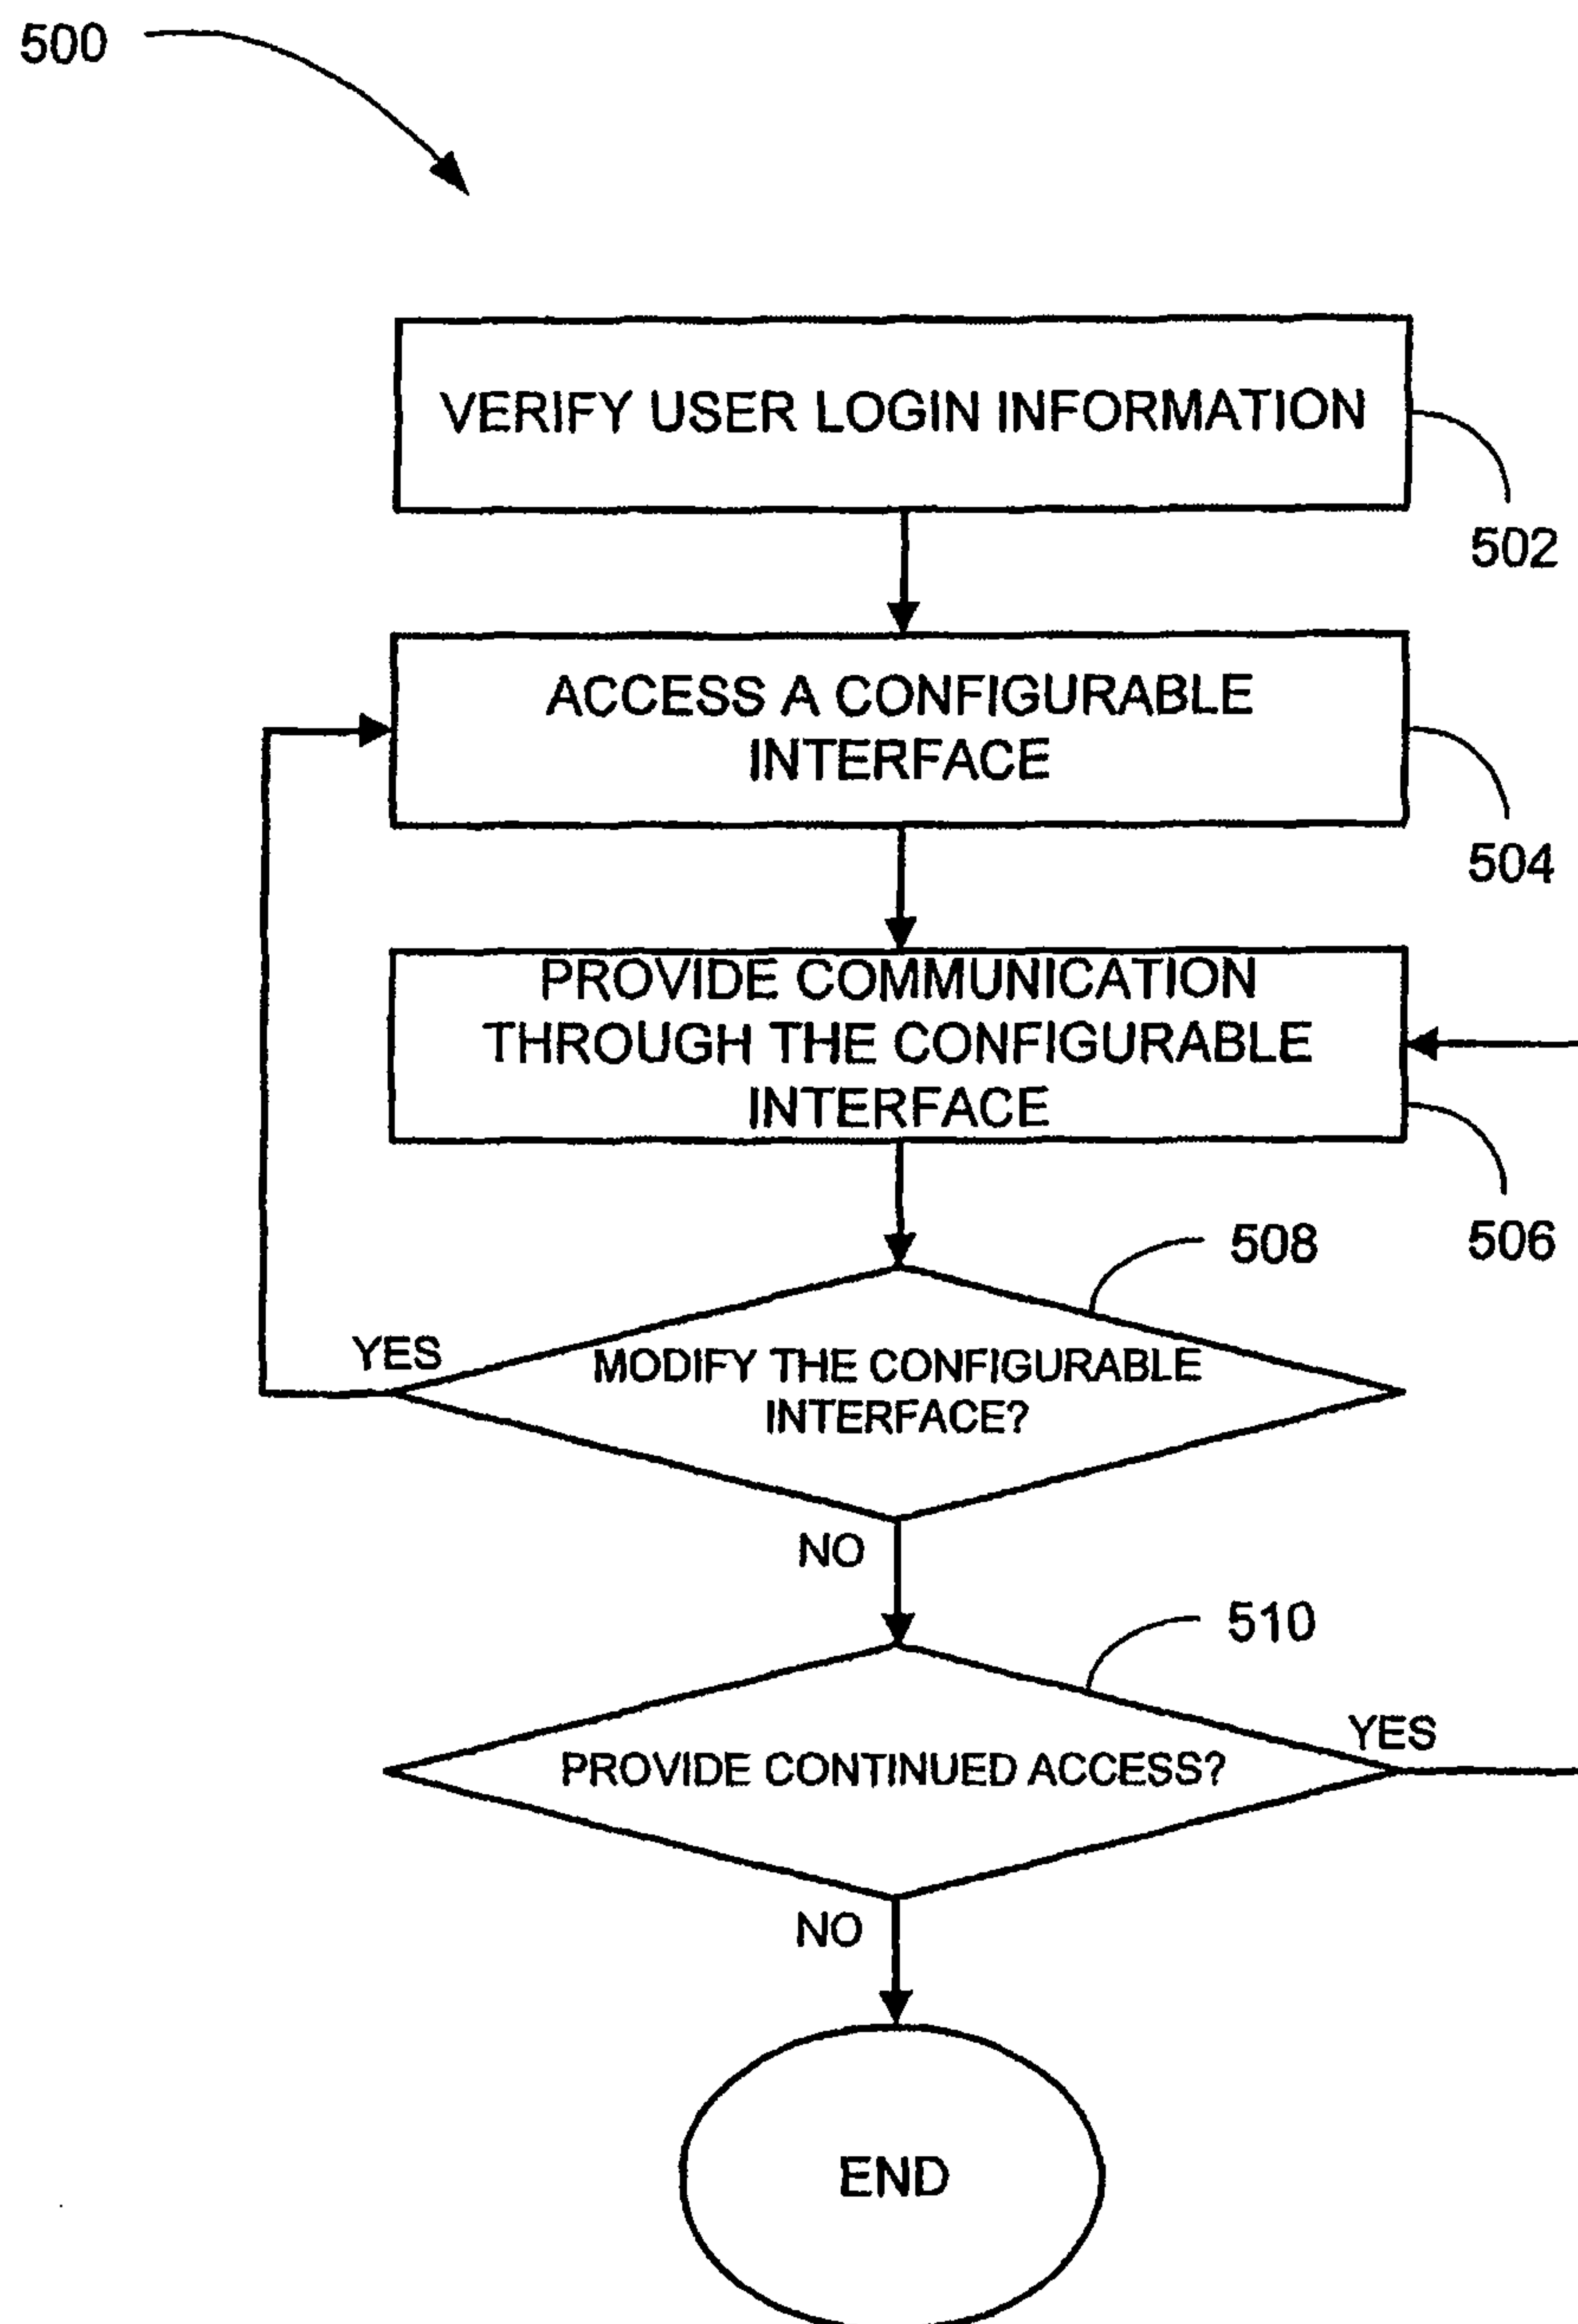 500
VERIFY USER LOGIN INFORMATION
502
ACCESS A CONFIGURABLE
INTERFACE
504
PROVIDE COMMUNICATION
THROUGH THE CONFIGURABLE
INTERFACE
506
508
YES
MODIFY THE CONFIGURABLE
INTERFACE?
NO
510
YES
PROVIDE CONTINUED ACCESS?
NO
END